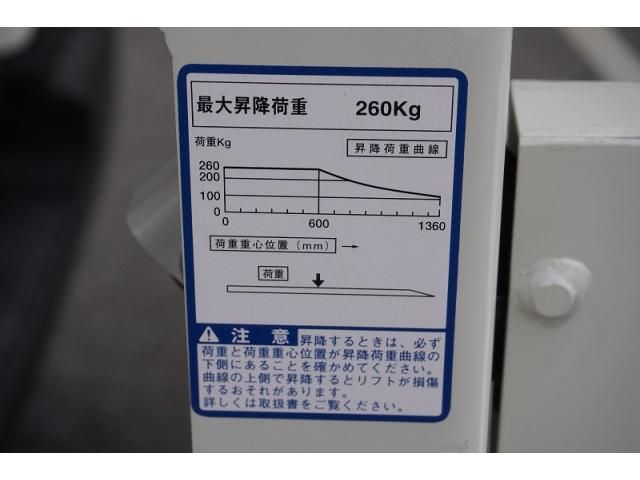 最大昇降荷重 260Kg
荷重Kg
昇降荷重曲線
260
200
100
0
0 600 1360
荷重重心位置(mm) →
荷重
注意 昇降するときは、必ず
荷重と荷重重心位置が昇降荷重曲線の
下側にあることを確かめてください。
曲線の上側で昇降するとリフトが損傷
するおそれがあります。
詳しくは取扱書をご覧ください。